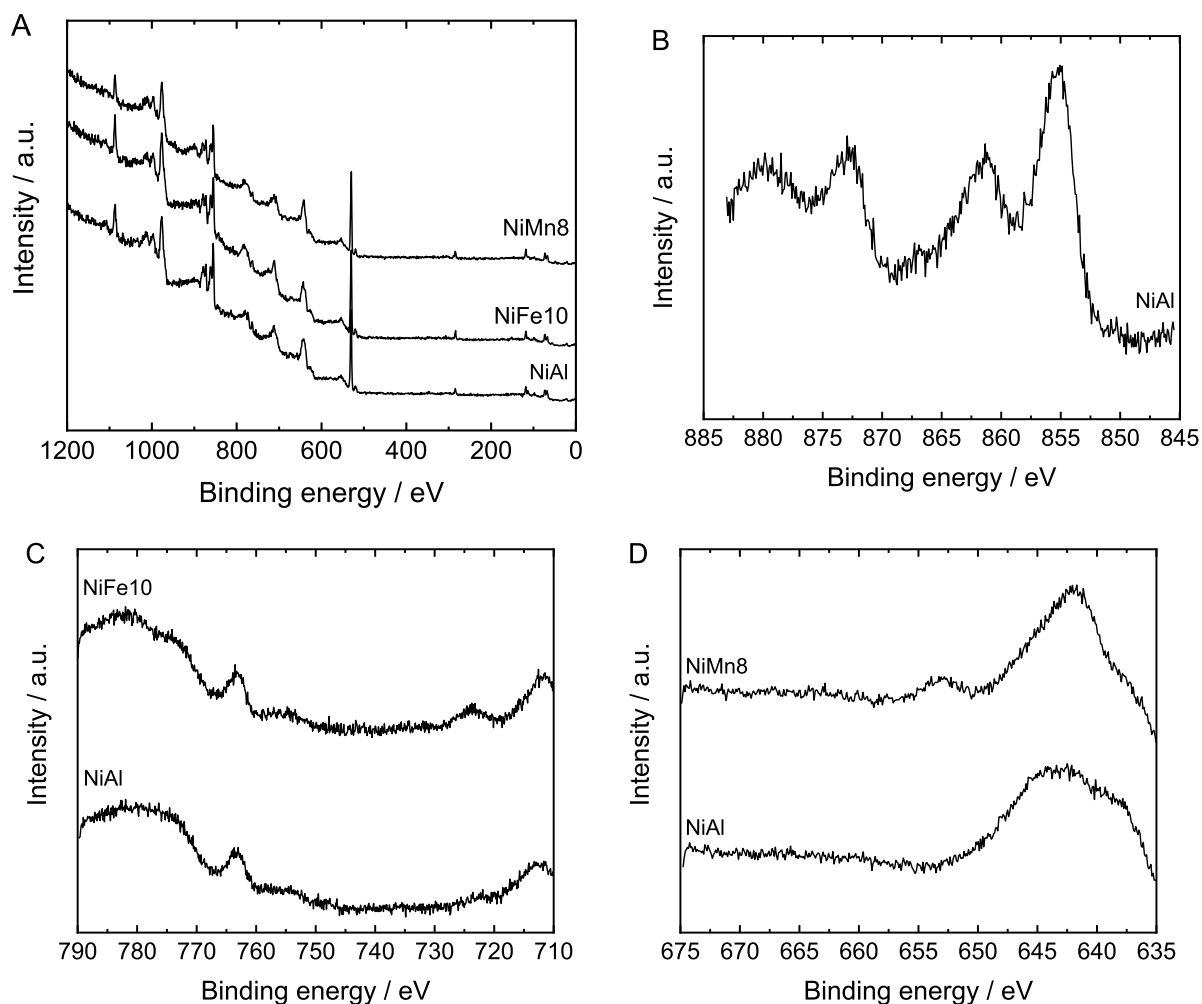 A
Intensity / a.u.
NiMn8
NiFe10
NiAl
1200 1000 800 600 400 200 0
Binding energy / eV
B
Intensity / a.u.
NiAl
885 880 875 870 865 860 855 850 845
Binding energy / eV
C
Intensity / a.u.
NiFe10
NiAl
790 780 770 760 750 740 730 720 710
Binding energy / eV
D
Intensity / a.u.
NiMn8
NiAl
675 670 665 660 655 650 645 640 635
Binding energy / eV